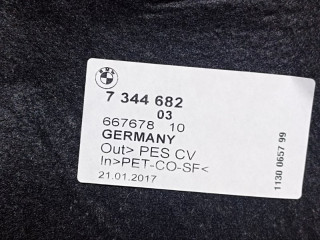 BMW
7 344 682
03
667678 10
GERMANY
Out> PES CV
In>PET-CO-SF<
21.01.2017
1130 0657 99